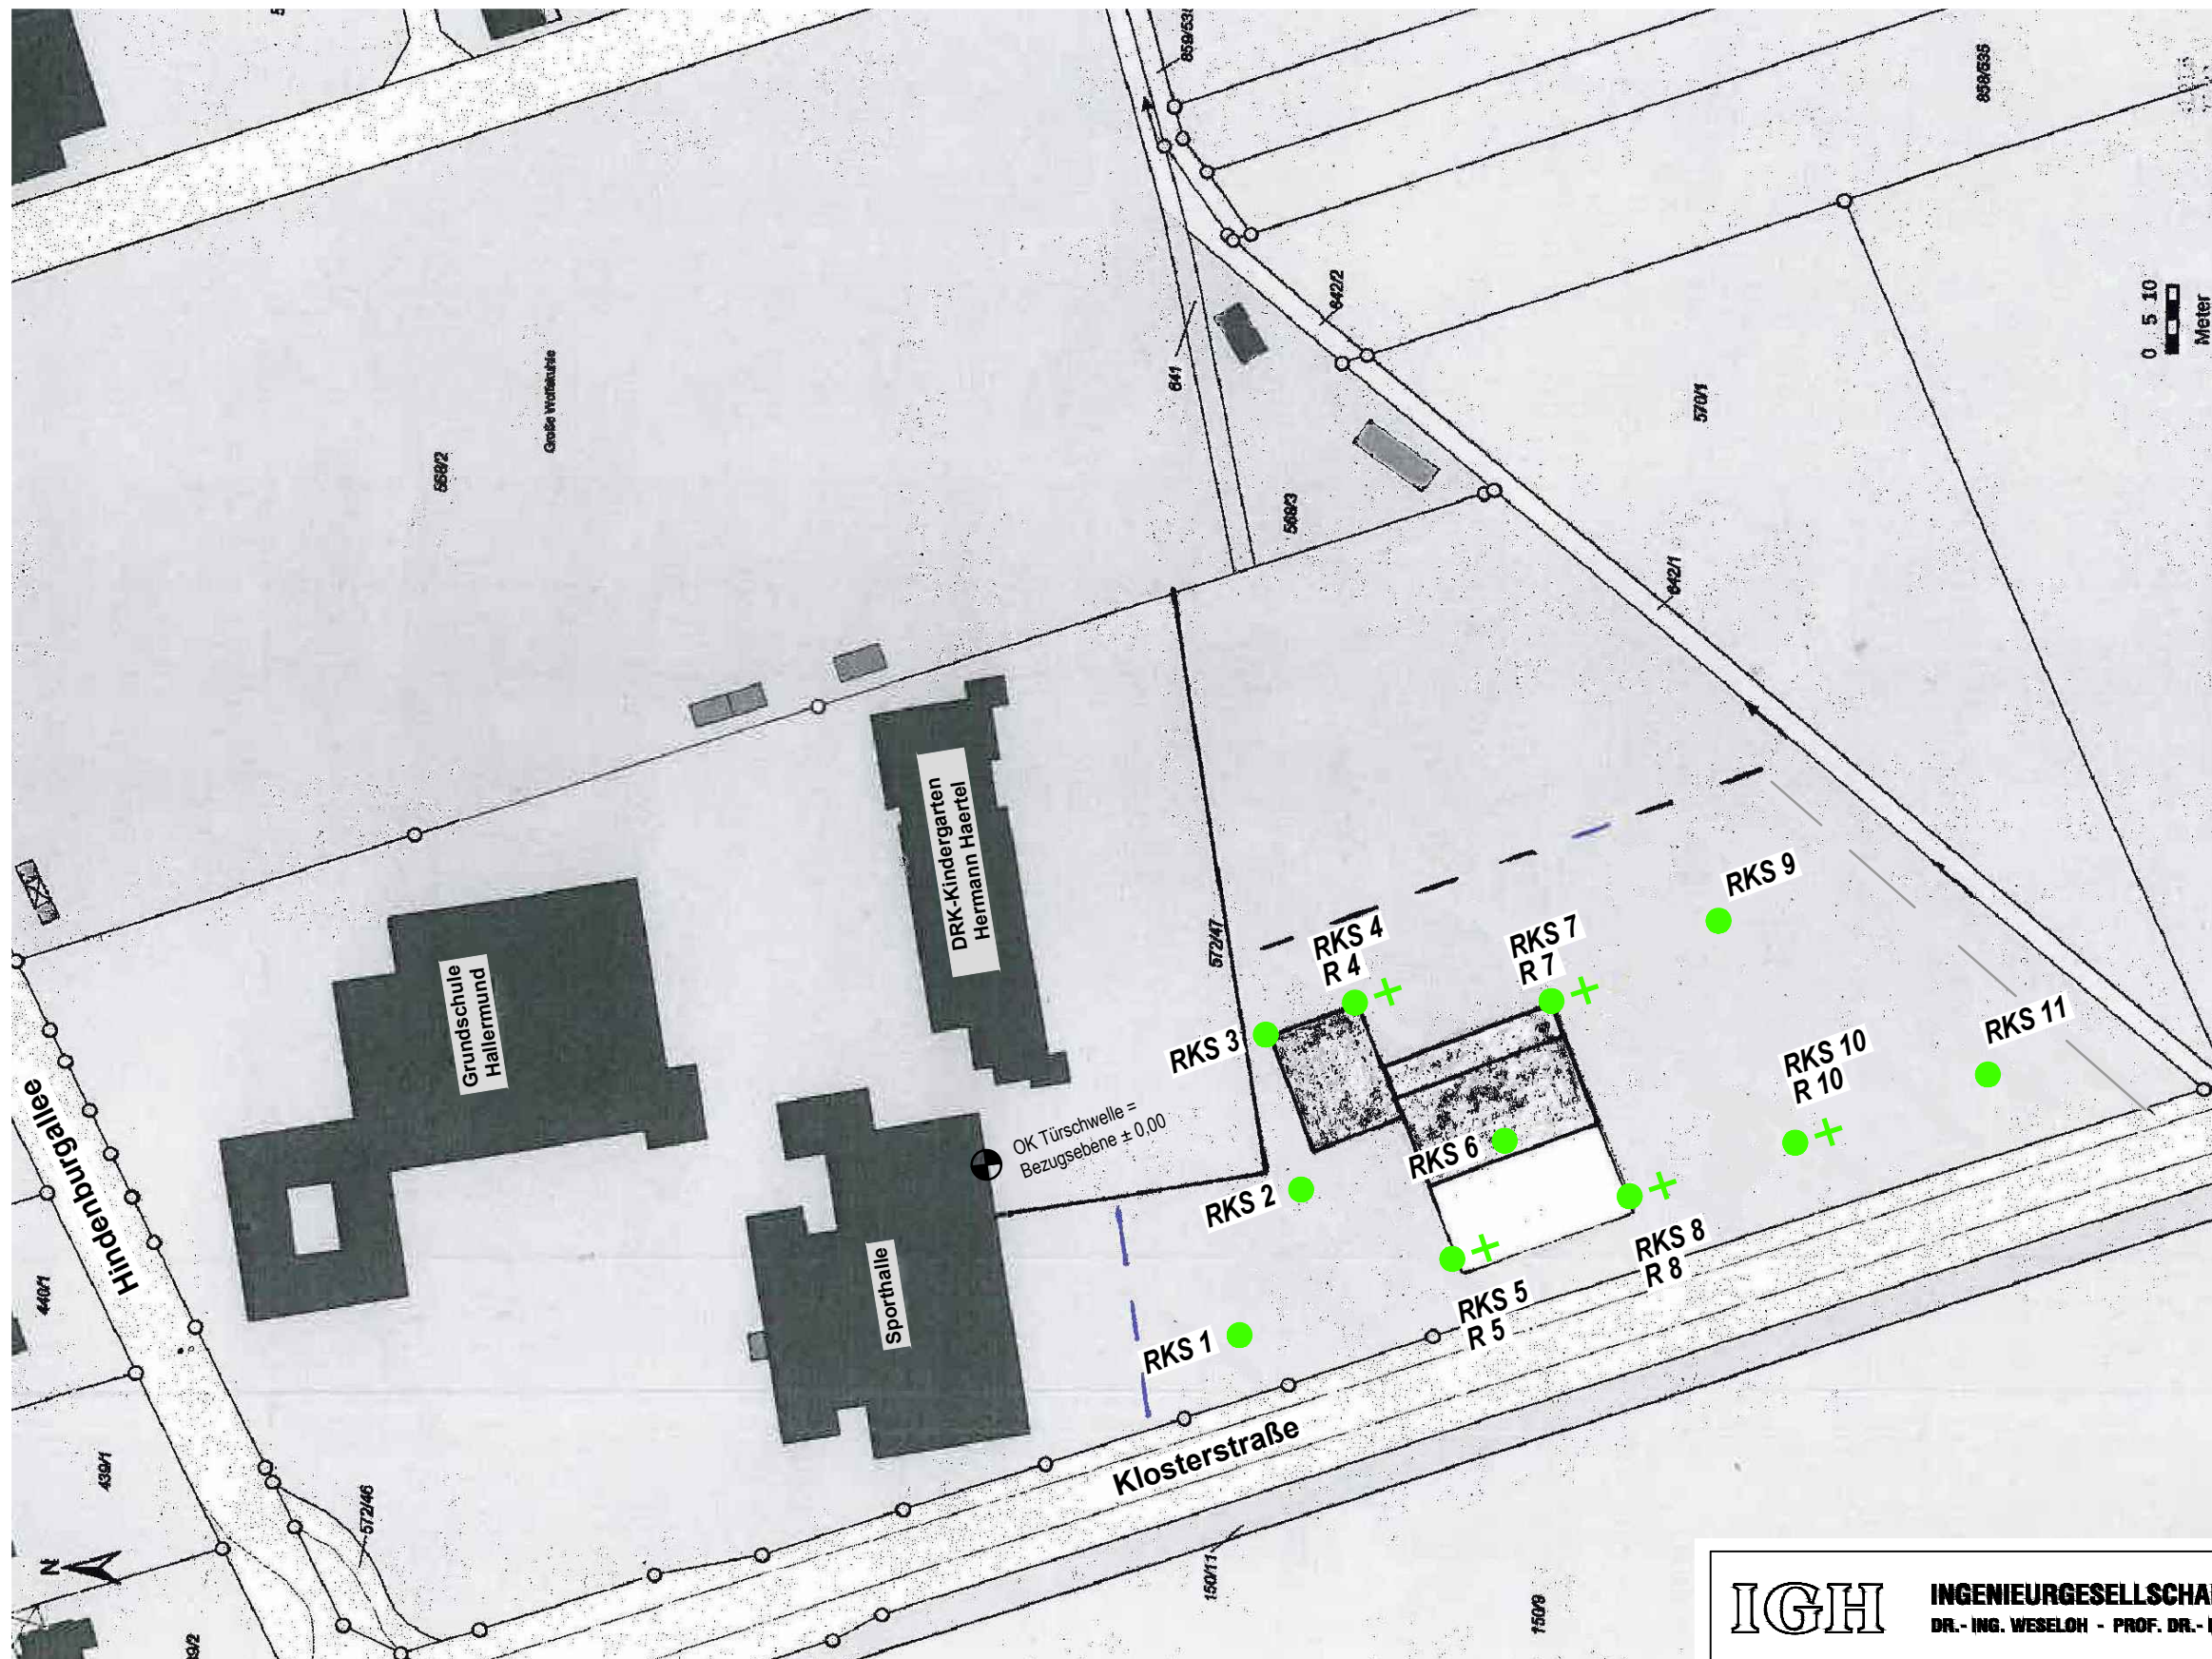 859/535
858/535
Große Wolfskuhle
568/2
642/2
641
0 5 10
Meter
570/1
568/3
642/1
DRK-Kindergarten
Hermann Haertel
RKS 9
572/47
RKS 4
R 4
RKS 7
R 7
Grundschule
Hallermund
RKS 3
RKS 11
RKS 10
R 10
Hindenburgallee
OK Türschwelle =
Bezugsebene ± 0,00
RKS 6
RKS 2
440/1
Sporthalle
RKS 8
R 8
RKS 5
R 5
RKS 1
439/1
Klosterstraße
572/46
N
150/11
150/9
IGH
INGENIEURGESELLSCHA
DR.- ING. WESELOH - PROF. DR.-